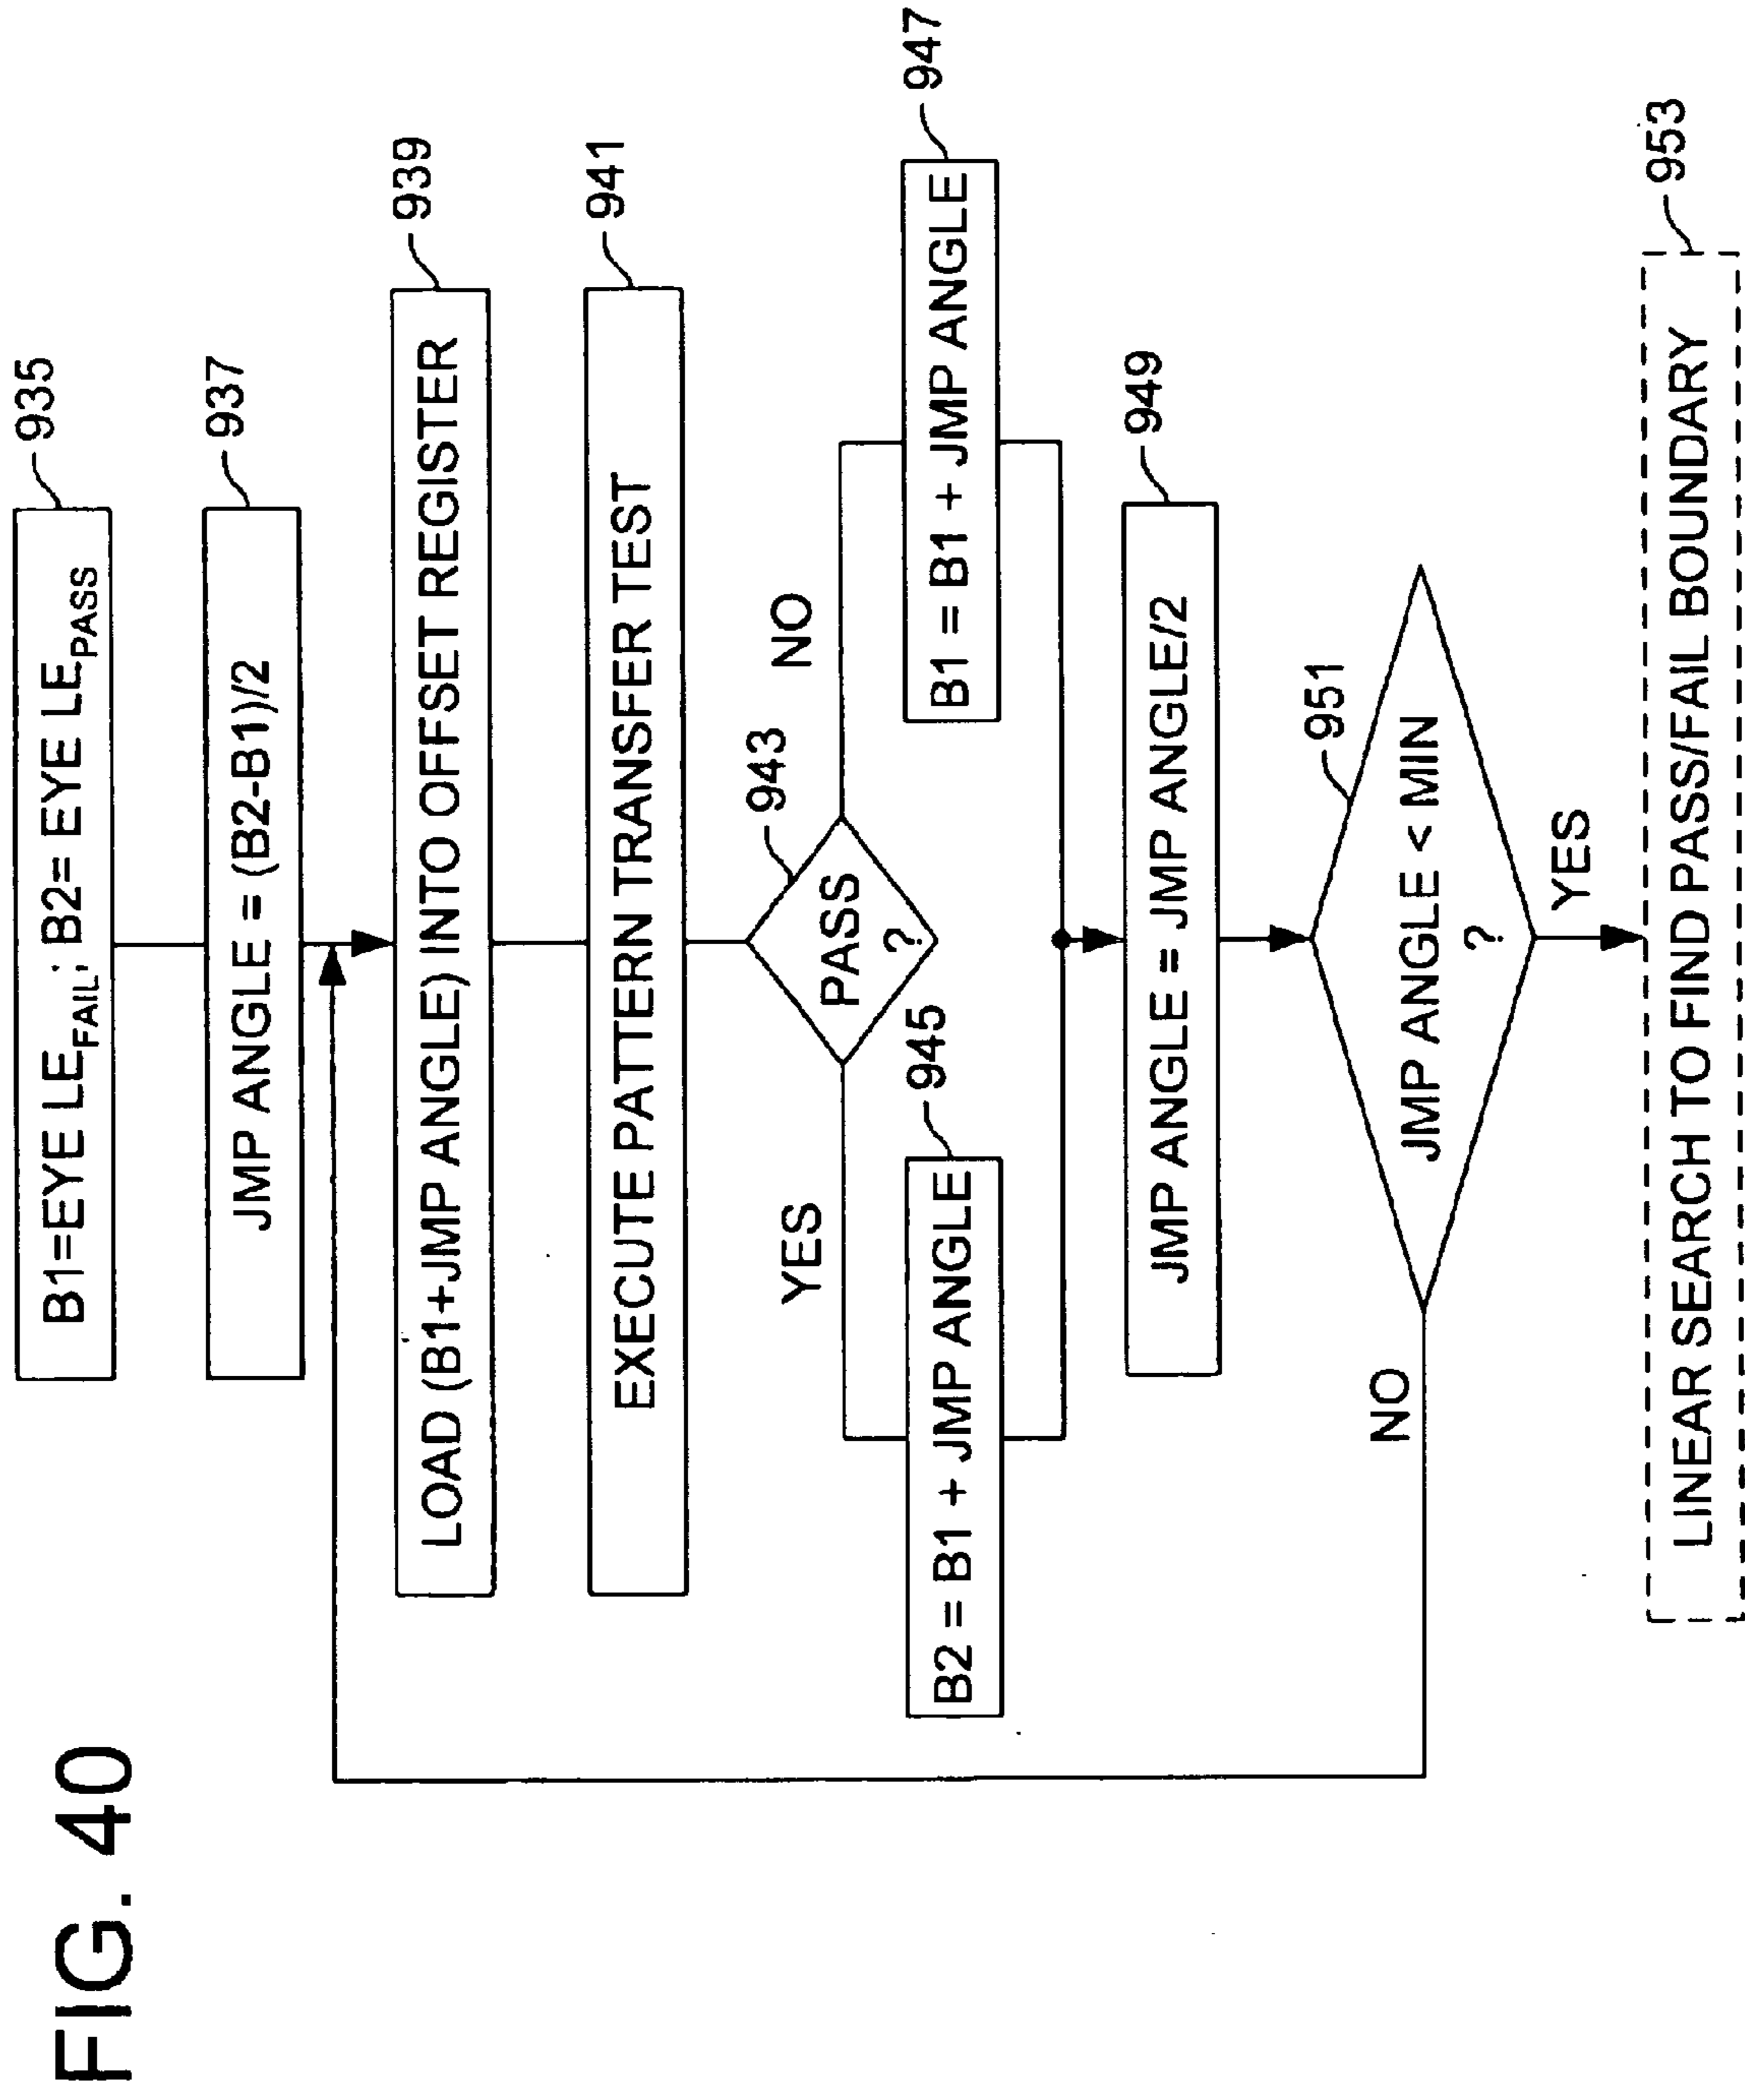 FIG. 40
B1=EYE LE_FAIL; B2= EYE LE_PASS
935
JMP ANGLE = (B2-B1)/2
937
LOAD (B1+JMP ANGLE) INTO OFFSET REGISTER
939
EXECUTE PATTERN TRANSFER TEST
941
PASS
?
943
YES
NO
B2 = B1 + JMP ANGLE
945
B1 = B1 + JMP ANGLE
947
JMP ANGLE = JMP ANGLE/2
949
JMP ANGLE < MIN
?
951
NO
YES
LINEAR SEARCH TO FIND PASS/FAIL BOUNDARY
953